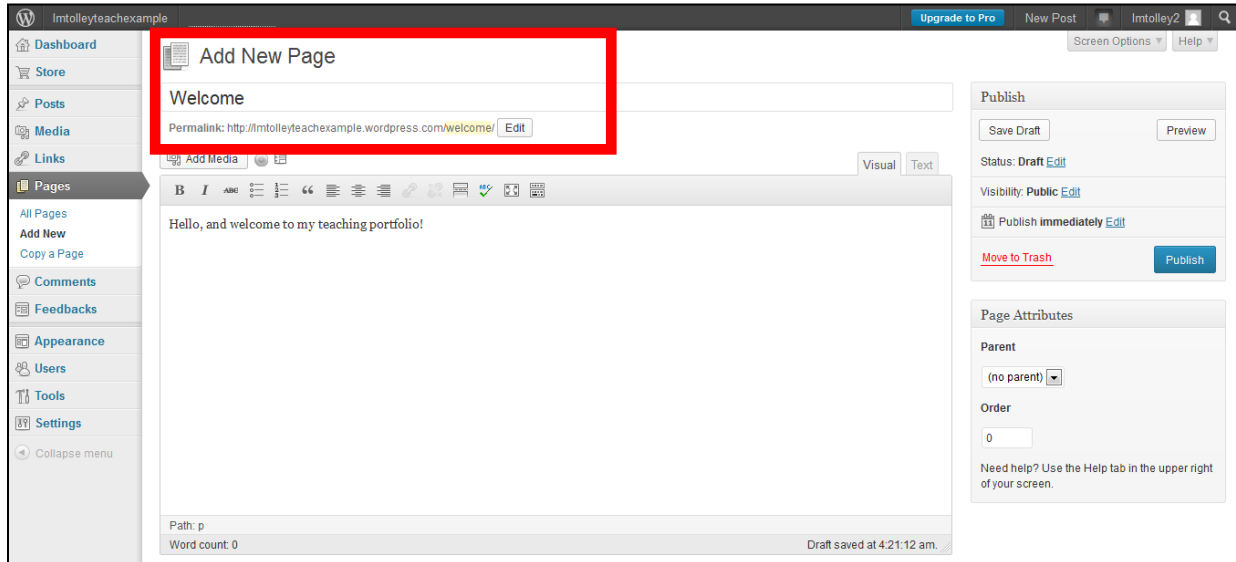 lmtolleyteachexample
Upgrade to Pro
New Post
lmtolley2
Screen Options
Help
Dashboard
Store
Posts
Media
Links
Pages
All Pages
Add New
Copy a Page
Comments
Feedbacks
Appearance
Users
Tools
Settings
Collapse menu
Add New Page
Welcome
Permalink: http://lmtolleyteachexample.wordpress.com/welcome/ Edit
Add Media
Visual
Text
B I ABC
ABC
Hello, and welcome to my teaching portfolio!
Path: p
Word count: 0
Draft saved at 4:21:12 am.
Publish
Save Draft
Preview
Status: Draft Edit
Visibility: Public Edit
11 Publish immediately Edit
Move to Trash
Publish
Page Attributes
Parent
(no parent)
Order
0
Need help? Use the Help tab in the upper right
of your screen.